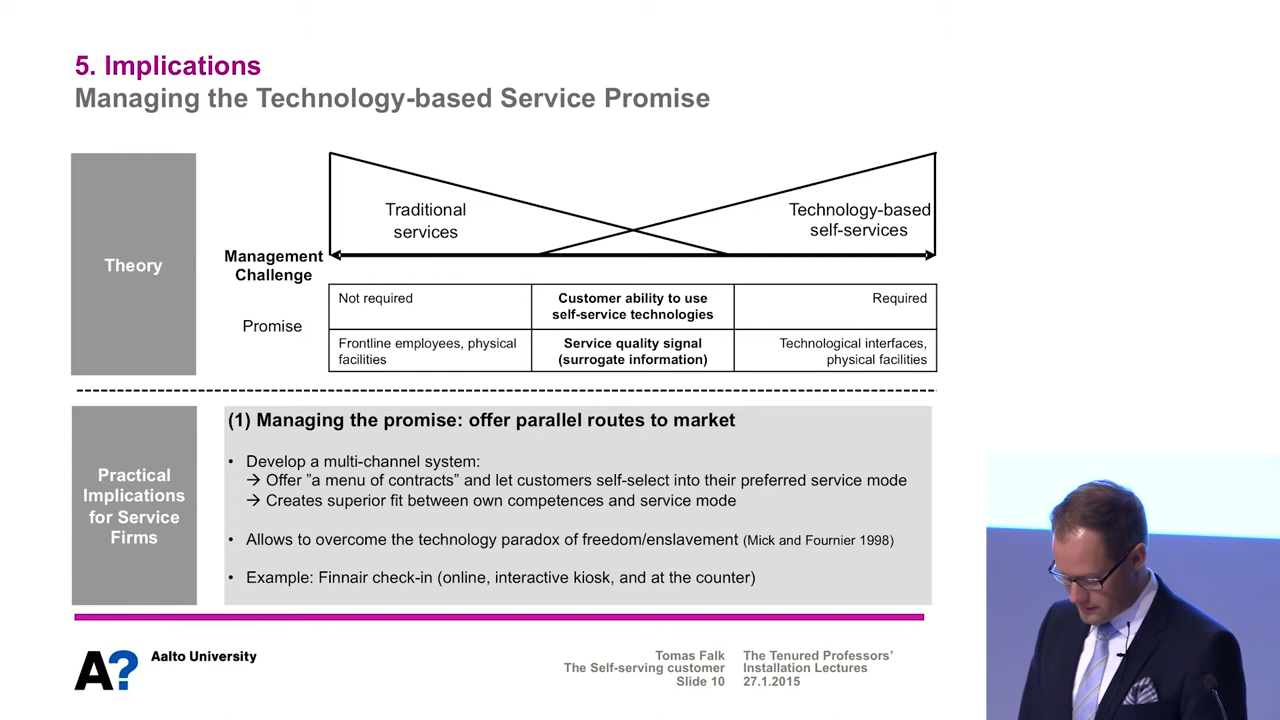 5. Implications
Managing the Technology-based Service Promise
Theory
Traditional
services
Technology-based
self-services
Management
Challenge
Promise
Not required
Customer ability to use
self-service technologies
Required
Frontline employees, physical
facilities
Service quality signal
(surrogate information)
Technological interfaces,
physical facilities
Practical
Implications
for Service
Firms
(1) Managing the promise: offer parallel routes to market
• Develop a multi-channel system:
→ Offer ”a menu of contracts” and let customers self-select into their preferred service mode
→ Creates superior fit between own competences and service mode
• Allows to overcome the technology paradox of freedom/enslavement (Mick and Fournier 1998)
• Example: Finnair check-in (online, interactive kiosk, and at the counter)
A?
Aalto University
Tomas Falk
The Self-serving customer
Slide 10
The Tenured Professors’
Installation Lectures
27.1.2015